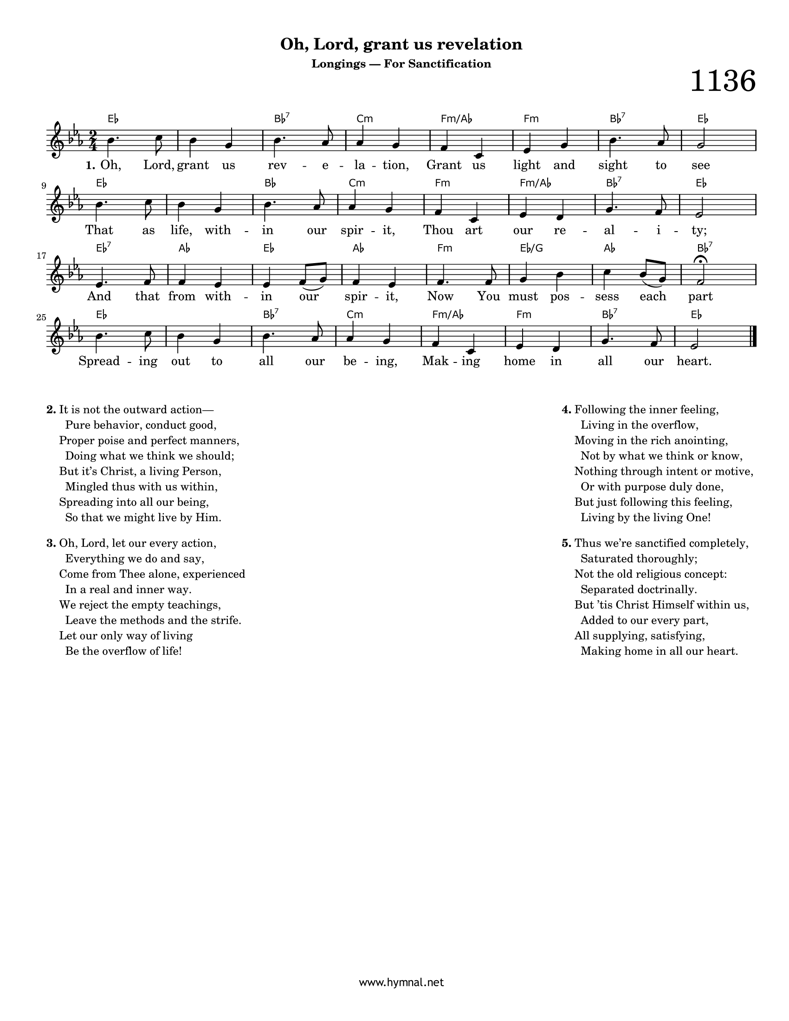 Oh, Lord, grant us revelation
Longings — For Sanctification
1136
E♭ B♭7 Cm Fm/A♭ Fm B♭7 E♭
1. Oh, Lord, grant us rev - e - la - tion, Grant us light and sight to see
9
E♭ B♭ Cm Fm Fm/A♭ B♭7 E♭
That as life, with - in our spir - it, Thou art our re - al - i - ty;
17
E♭7 A♭ E♭ A♭ Fm E♭/G A♭ B♭7
And that from with - in our spir - it, Now You must pos - sess each part
25
E♭ B♭7 Cm Fm/A♭ Fm B♭7 E♭
Spread - ing out to all our be - ing, Mak - ing home in all our heart.
2. It is not the outward action—
Pure behavior, conduct good,
Proper poise and perfect manners,
Doing what we think we should;
But it's Christ, a living Person,
Mingled thus with us within,
Spreading into all our being,
So that we might live by Him.
3. Oh, Lord, let our every action,
Everything we do and say,
Come from Thee alone, experienced
In a real and inner way.
We reject the empty teachings,
Leave the methods and the strife.
Let our only way of living
Be the overflow of life!
4. Following the inner feeling,
Living in the overflow,
Moving in the rich anointing,
Not by what we think or know,
Nothing through intent or motive,
Or with purpose duly done,
But just following this feeling,
Living by the living One!
5. Thus we're sanctified completely,
Saturated thoroughly;
Not the old religious concept:
Separated doctrinally.
But 'tis Christ Himself within us,
Added to our every part,
All supplying, satisfying,
Making home in all our heart.
www.hymnal.net